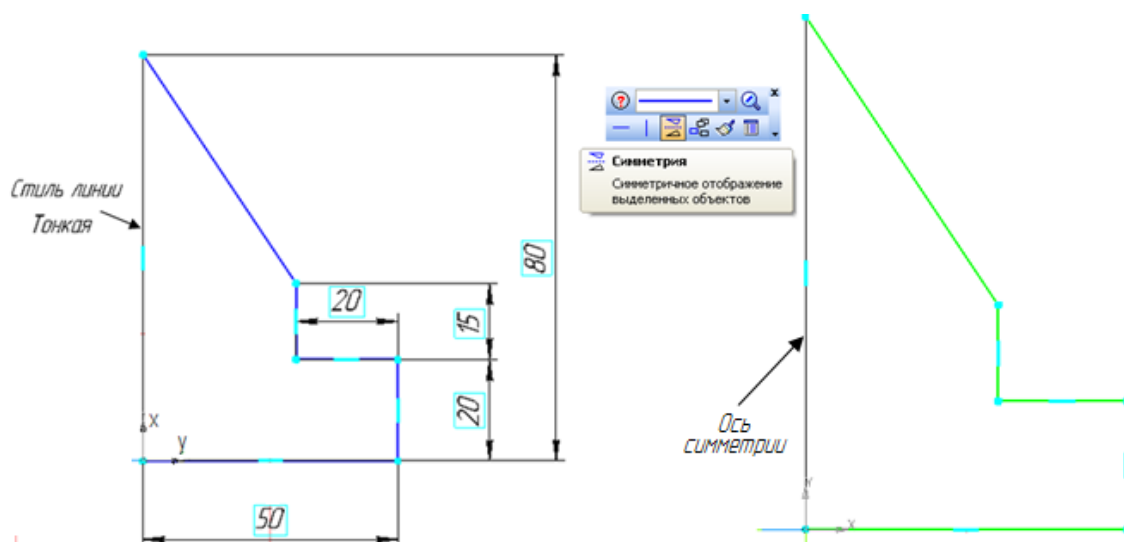 Стиль линии
Тонкая
20
15
20
80
50
x
y
Симметрия
Симметричное отображение
выделенных объектов
Ось
симметрии
Y
x